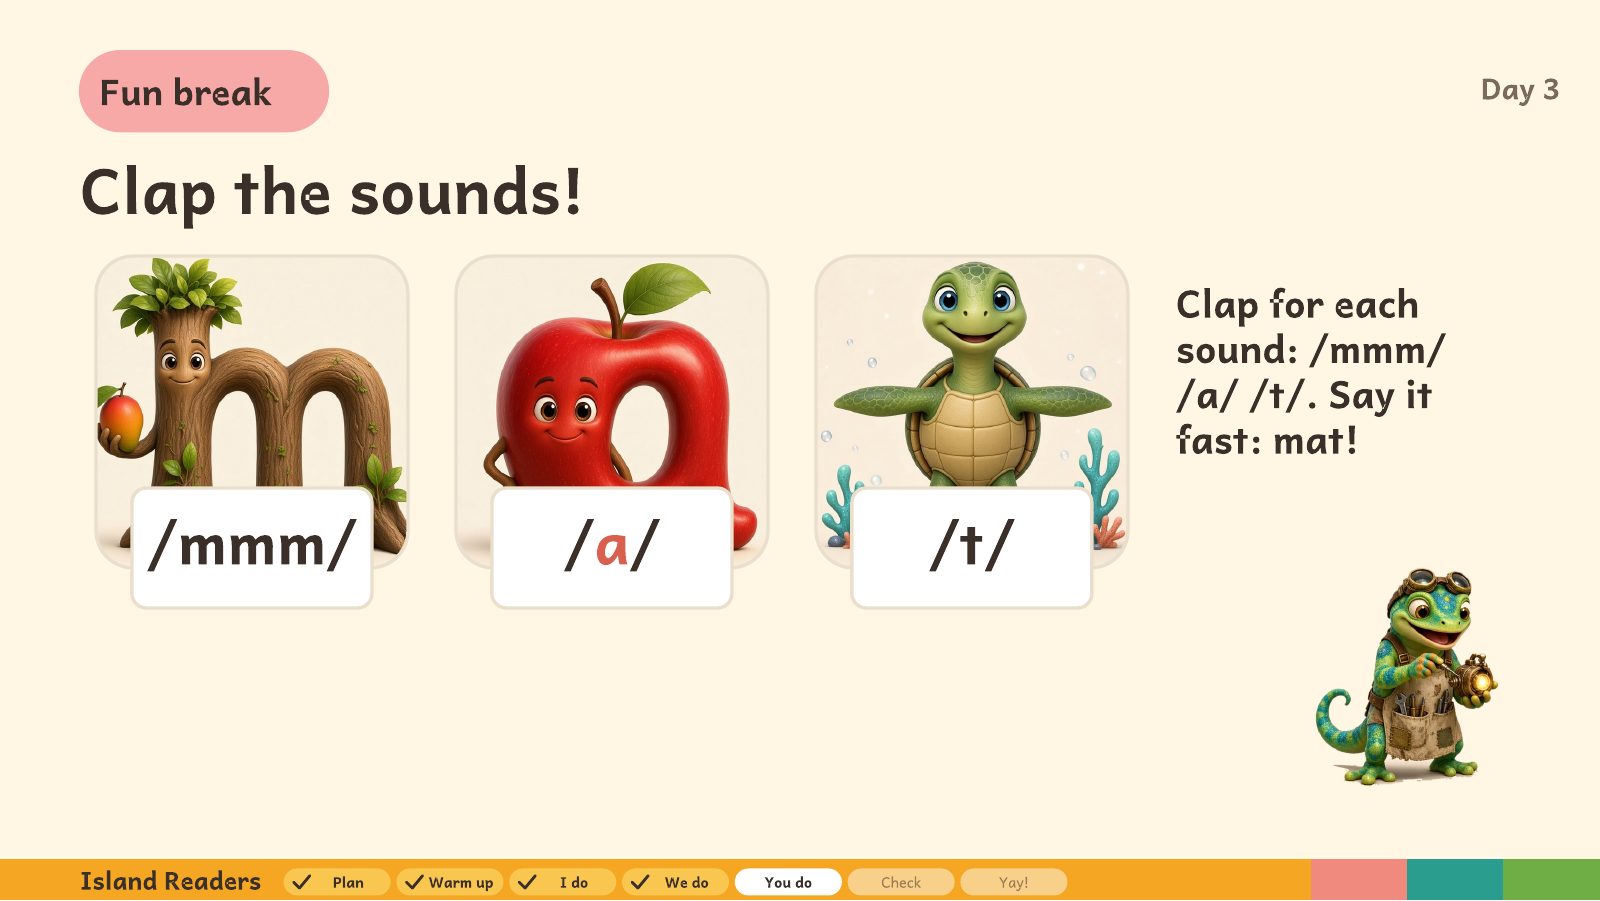 Fun break
Day 3
Clap the sounds!
/mmm/
/a/
/t/
Clap for each
sound: /mmm/
/a/ /t/. Say it
fast: mat!
Island Readers
Plan
Warm up
I do
We do
You do
Check
Yay!